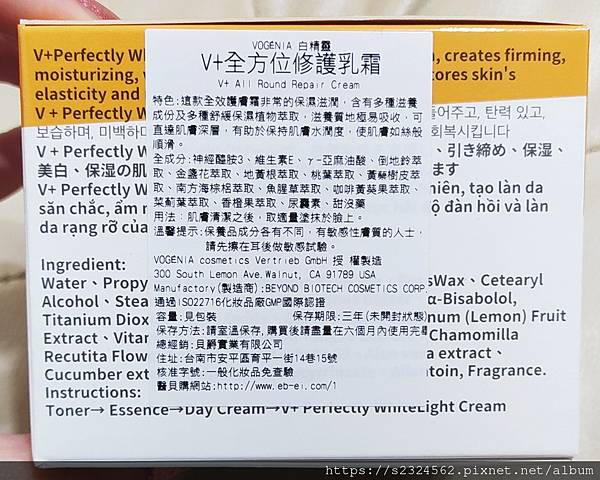 V+Perfectly Wh
n, creates firming,
moisturizing, 
tores skin's
elasticity and
V + Perfectly W
들어주고, 탄력 있고,
보습하며, 미백하
회복시킵니다
V + Perfectly W
、引き締め、保湿、
美白、保湿の肌
ます
V+ Perfectly W
nhiên, tạo làn da
săn chắc, ẩm
độ đàn hồi và làn
da rạng rỡ của
Ingredient:
Water、Propy
sWax、Cetearyl
Alcohol、Stea
α-Bisabolol,
Titanium Diox
num (Lemon) Fruit
Extract、Vitam
Chamomilla
Recutita Flow
a extract、
Cucumber ext
toin, Fragrance.
Instructions:
Toner→ Essence→Day Cream→V+ Perfectly WhiteLight Cream
VOGENIA 白精靈
V+全方位修護乳霜
V+ All Round Repair Cream
特色:這款全效護膚霜非常的保濕滋潤,含有多種滋養
成份及多種舒緩保濕植物萃取,滋養質地極易吸收,可
直達肌膚深層,有助於保持肌膚水潤度,使肌膚如絲般
順滑。
全成分:神經醯胺3、維生素E、γ-亞麻油酸、倒地鈴萃
取、金盞花萃取、地黃根萃取、桃葉萃取、黃蘗樹皮萃
取、南方海棕梠萃取、魚腥草萃取、咖啡黃葵果萃取、
菜薊葉萃取、香橙果萃取、尿囊素、甜沒藥
用法：肌膚清潔之後,取適量塗抹於臉上。
溫馨提示:保養品成分各有不同,有敏感性膚質的人士,
請先擦在耳後做敏感試驗。
VOGENIA cosmetics Vertrieb GmbH 授 權製造
300 South Lemon Ave.Walnut, CA 91789 USA
Manufactory(製造商):BEYOND BIOTECH COSMETICS CORP.
通過ISO22716化妝品廠GMP國際認證
容量:見包裝 保存期限:三年(未開封狀態)
保存方法:請室溫保存,購買後請盡量在六個月內使用完畢
總經銷:貝爵實業有限公司
住址:台南市安平區育平一街14巷15號
核准字號:一般化妝品免查驗
醫貝購網站:http://www.eb-ei.com/1
https://s2324562.pixnet.net/album